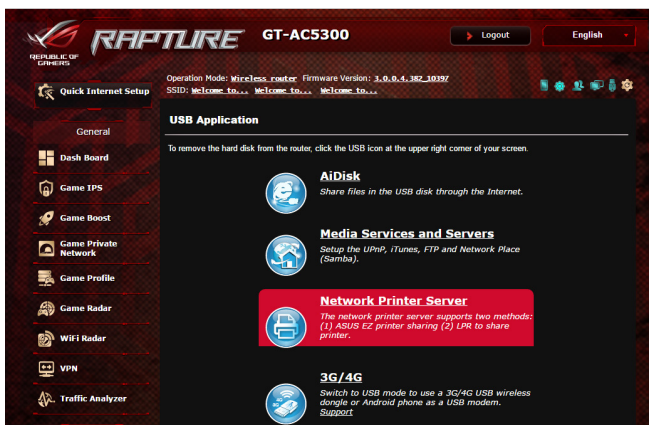 RAPTURE
REPUBLIC OF
GAMERS
GT-AC5300
Logout
English
Quick Internet Setup
Operation Mode: Wireless router Firmware Version: 3.0.0.4.382_10397
SSID: Welcome to... Welcome to... Welcome to...
General
Dash Board
Game IPS
Game Boost
Game Private
Network
Game Profile
Game Radar
WiFi Radar
VPN
Traffic Analyzer
USB Application
To remove the hard disk from the router, click the USB icon at the upper right corner of your screen.
AiDisk
Share files in the USB disk through the Internet.
Media Services and Servers
Setup the UPnP, iTunes, FTP and Network Place
(Samba).
Network Printer Server
The network printer server supports two methods:
(1) ASUS EZ printer sharing (2) LPR to share
printer.
3G/4G
Switch to USB mode to use a 3G/4G USB wireless
dongle or Android phone as a USB modem.
Support